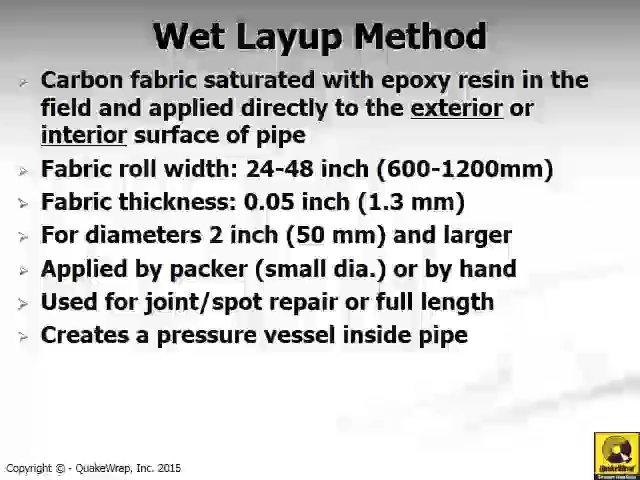 Wet Layup Method
Carbon fabric saturated with epoxy resin in the
field and applied directly to the exterior or
interior surface of pipe
Fabric roll width: 24-48 inch (600-1200mm)
Fabric thickness: 0.05 inch (1.3 mm)
For diameters 2 inch (50 mm) and larger
Applied by packer (small dia.) or by hand
Used for joint/spot repair or full length
Creates a pressure vessel inside pipe
Copyright © - QuakeWrap, Inc. 2015
QuakeWrap